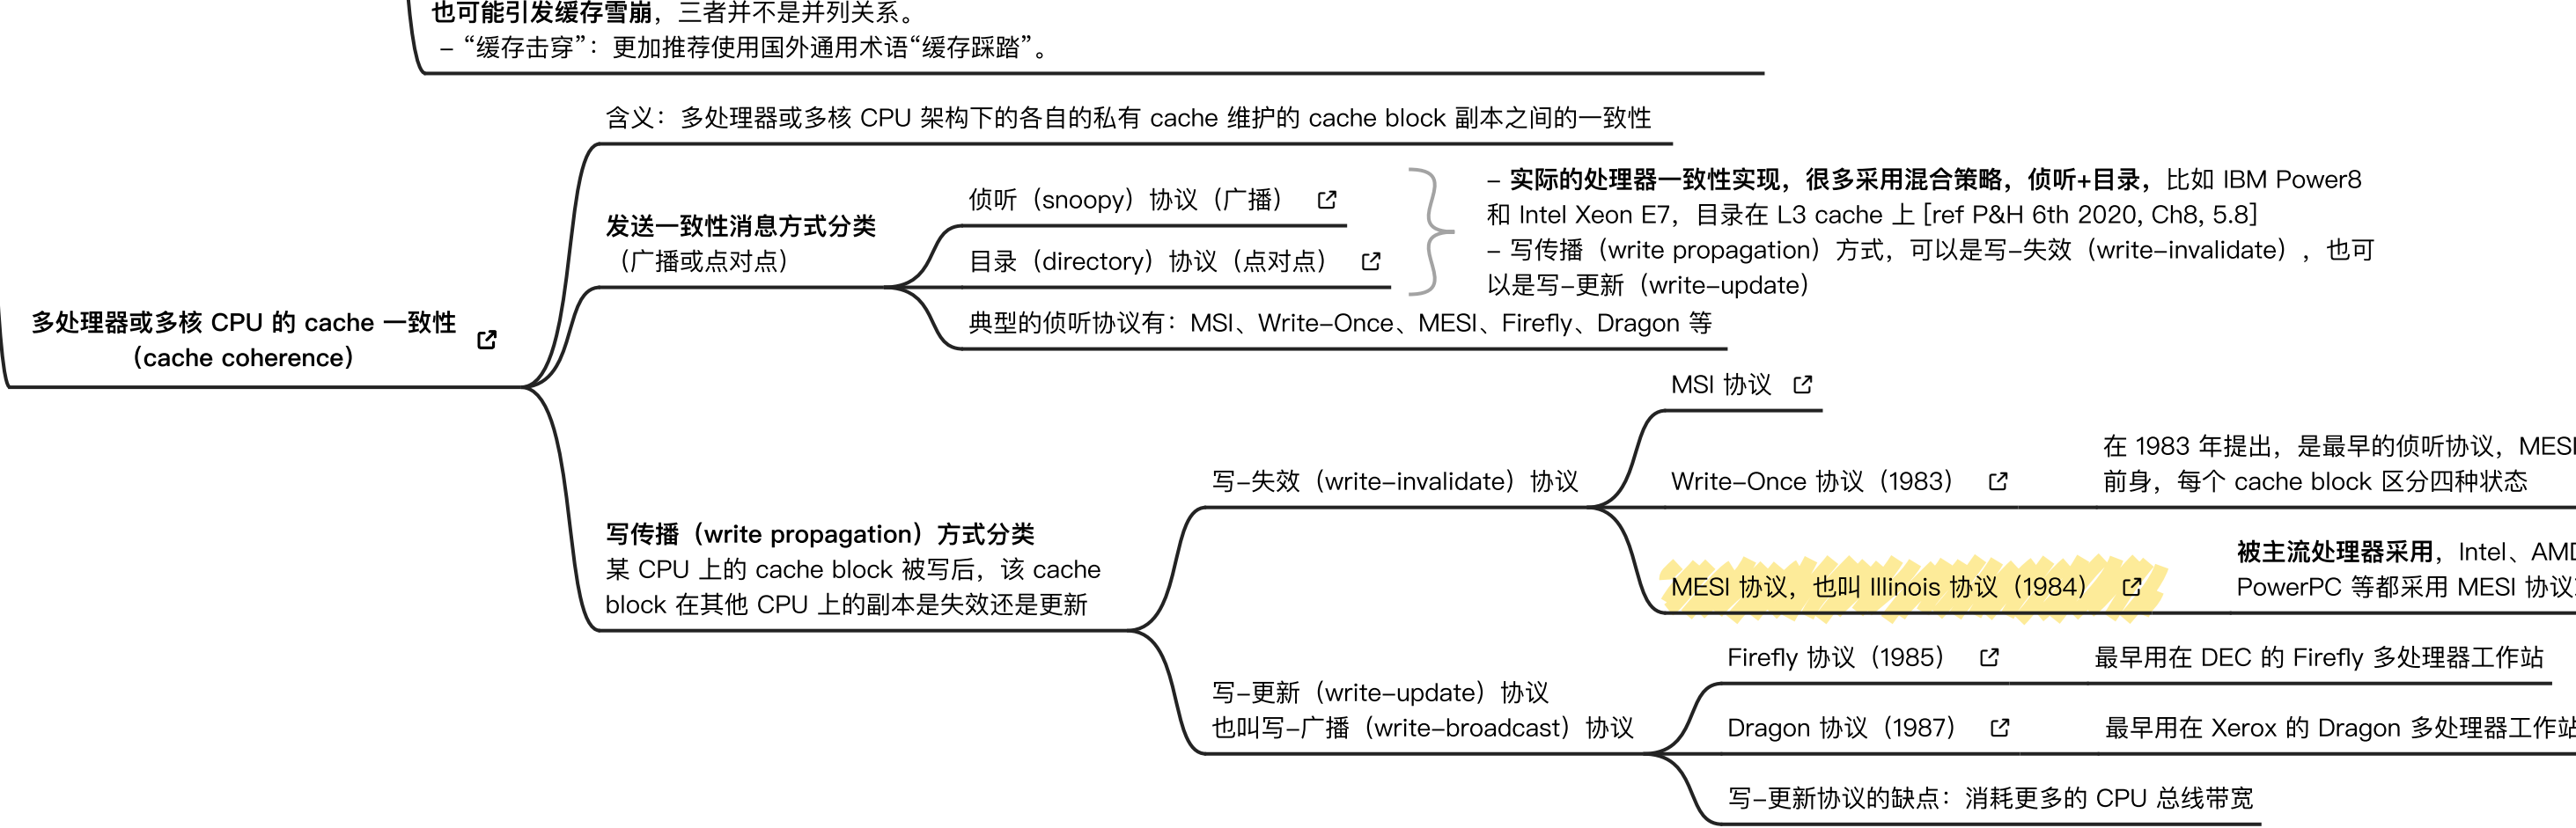 也可能引发缓存雪崩，三者并不是并列关系。
– “缓存击穿”：更加推荐使用国外通用术语“缓存踩踏”。
含义：多处理器或多核 CPU 架构下的各自的私有 cache 维护的 cache block 副本之间的一致性
发送一致性消息方式分类
（广播或点对点）
侦听（snoopy）协议（广播）
目录（directory）协议（点对点）
典型的侦听协议有：MSI、Write–Once、MESI、Firefly、Dragon 等
– 实际的处理器一致性实现，很多采用混合策略，侦听+目录，比如 IBM Power8
和 Intel Xeon E7，目录在 L3 cache 上 [ref P&H 6th 2020, Ch8, 5.8]
– 写传播（write propagation）方式，可以是写–失效（write–invalidate），也可
以是写–更新（write–update）
多处理器或多核 CPU 的 cache 一致性
（cache coherence）
写传播（write propagation）方式分类
某 CPU 上的 cache block 被写后，该 cache
block 在其他 CPU 上的副本是失效还是更新
写–失效（write–invalidate）协议
MSI 协议
Write–Once 协议（1983）
在 1983 年提出，是最早的侦听协议，MESI
前身，每个 cache block 区分四种状态
MESI 协议，也叫 Illinois 协议（1984）
被主流处理器采用，Intel、AMD
PowerPC 等都采用 MESI 协议
写–更新（write–update）协议
也叫写–广播（write–broadcast）协议
Firefly 协议（1985）
最早用在 DEC 的 Firefly 多处理器工作站
Dragon 协议（1987）
最早用在 Xerox 的 Dragon 多处理器工作站
写–更新协议的缺点：消耗更多的 CPU 总线带宽